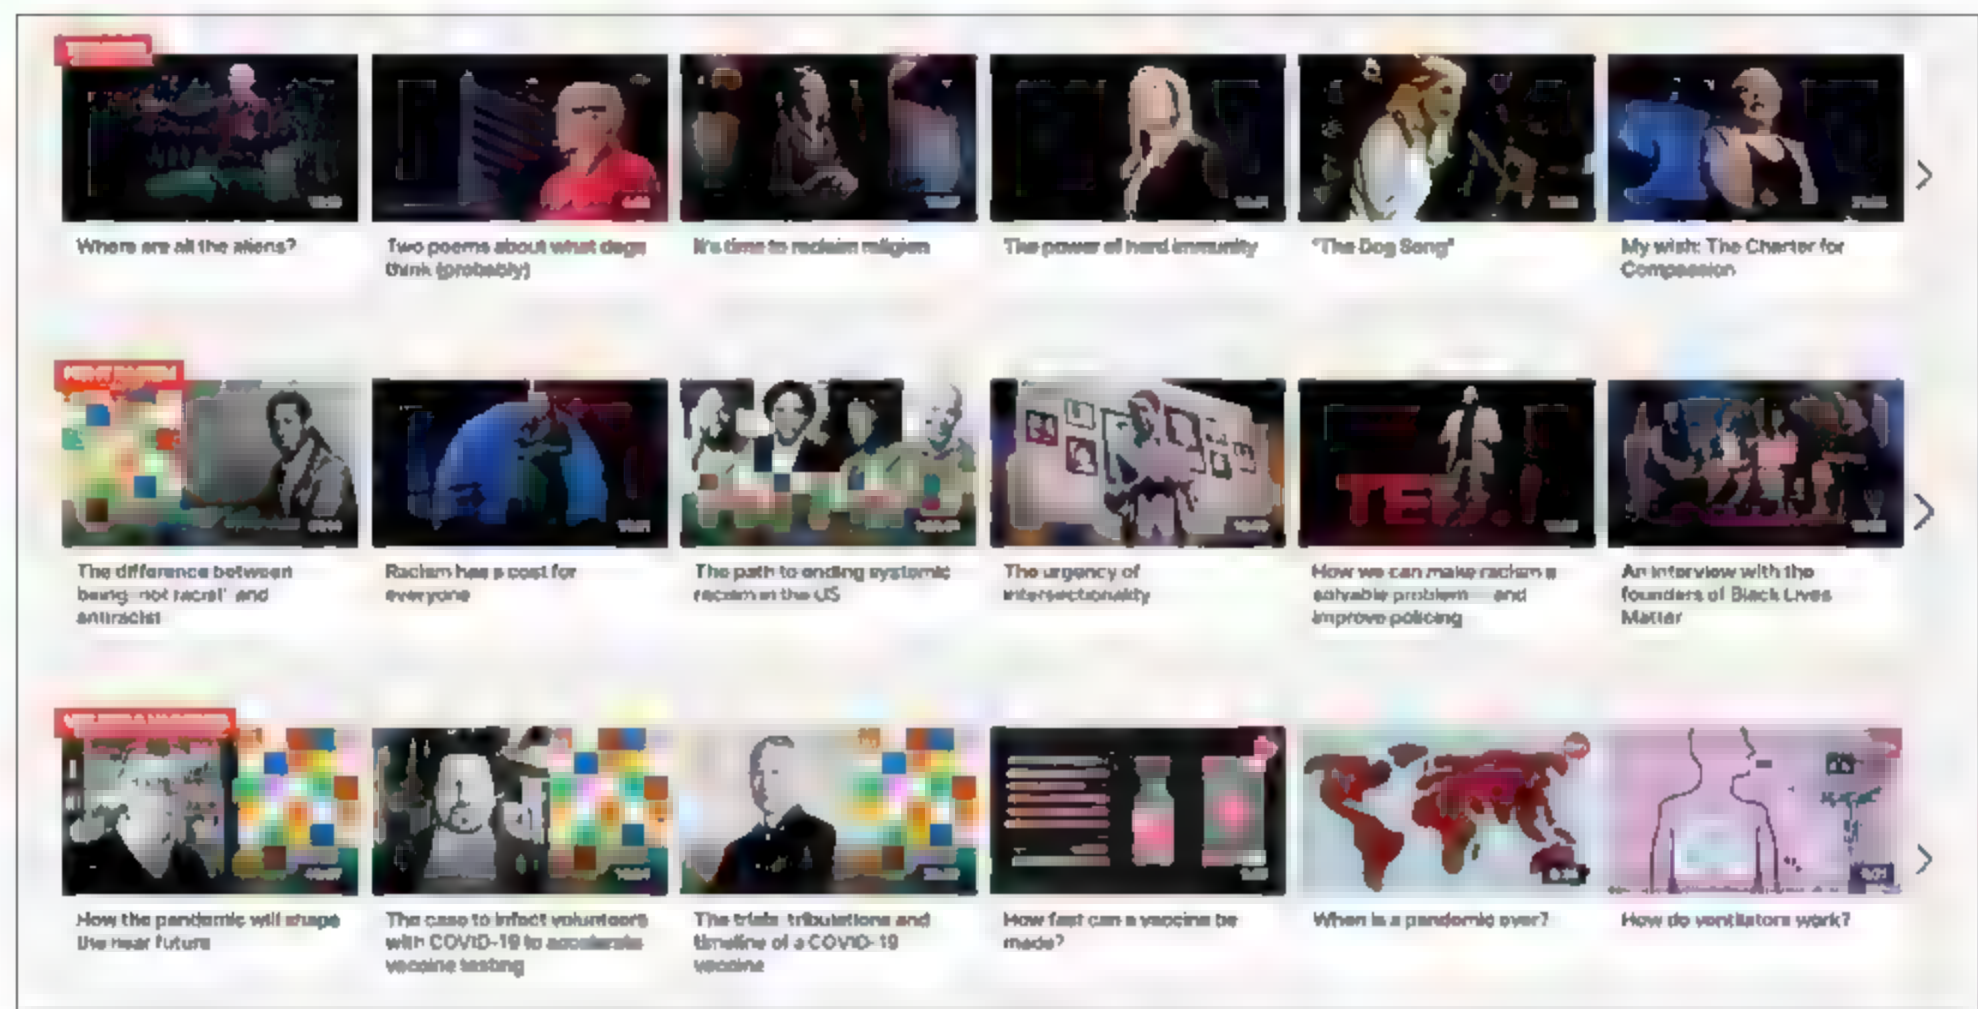 Where are all the aliens?
Two poems about what dogs
think (probably)
It's time to reclaim religion
The power of herd immunity
"The Dog Song"
My wish: The Charter for
Compassion
TED
The difference between
being "not racist" and
antiracist
Racism has a cost for
everyone
The path to ending systemic
racism in the US
The urgency of
intersectionality
How we can make racism a
solvable problem — and
improve policing
An interview with the
founders of Black Lives
Matter
How the pandemic will shape
the near future
The case to infect volunteers
with COVID-19 to accelerate
vaccine testing
The trials, tribulations and
timeline of a COVID-19
vaccine
How fast can a vaccine be
made?
When is a pandemic over?
How do ventilators work?